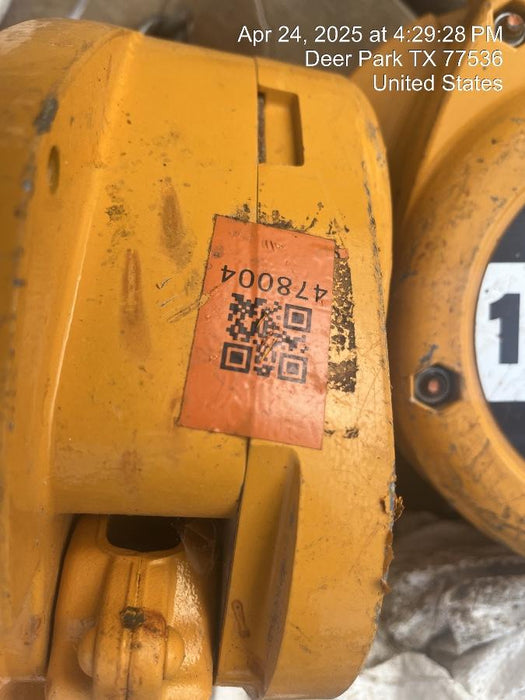 Apr 24, 2025 at 4:29:28 PM
Deer Park TX 77536
United States
478004
1